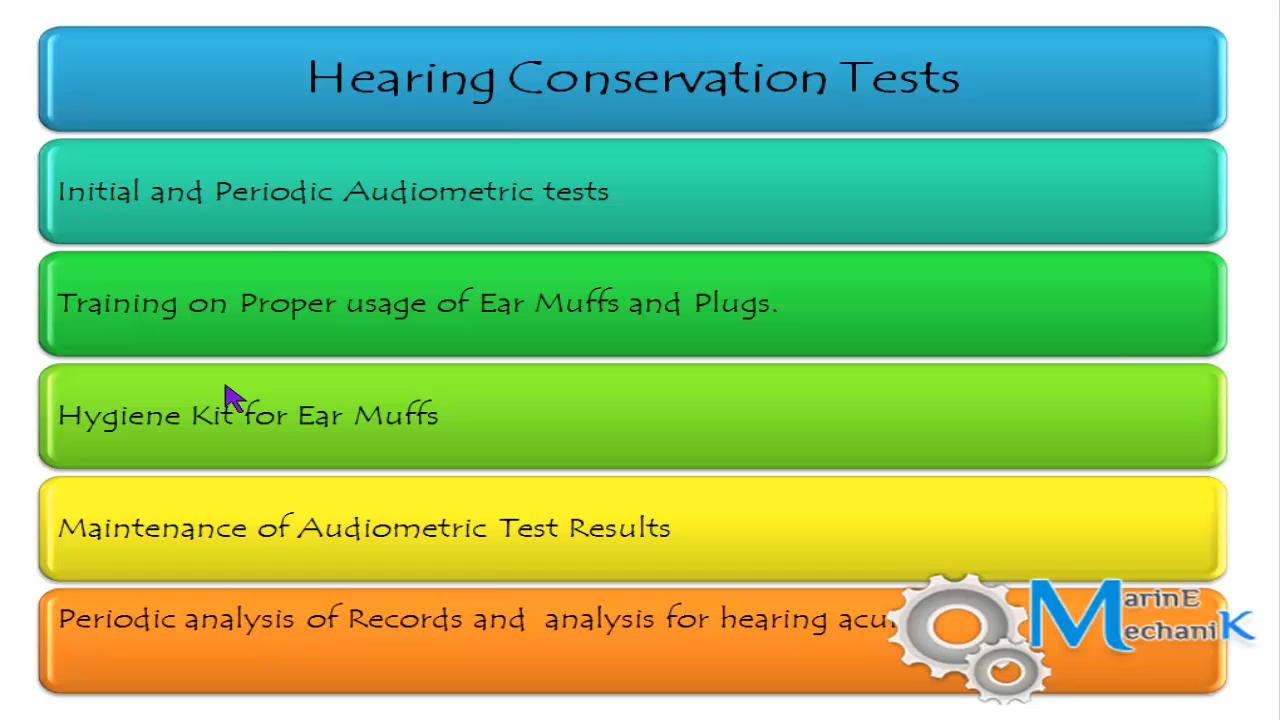 Hearing Conservation Tests
Initial and Periodic Audiometric tests
Training on Proper usage of Ear Muffs and Plugs.
Hygiene Kit for Ear Muffs
Maintenance of Audiometric Test Results
Periodic analysis of Records and analysis for hearing
MarinE
MechaniK